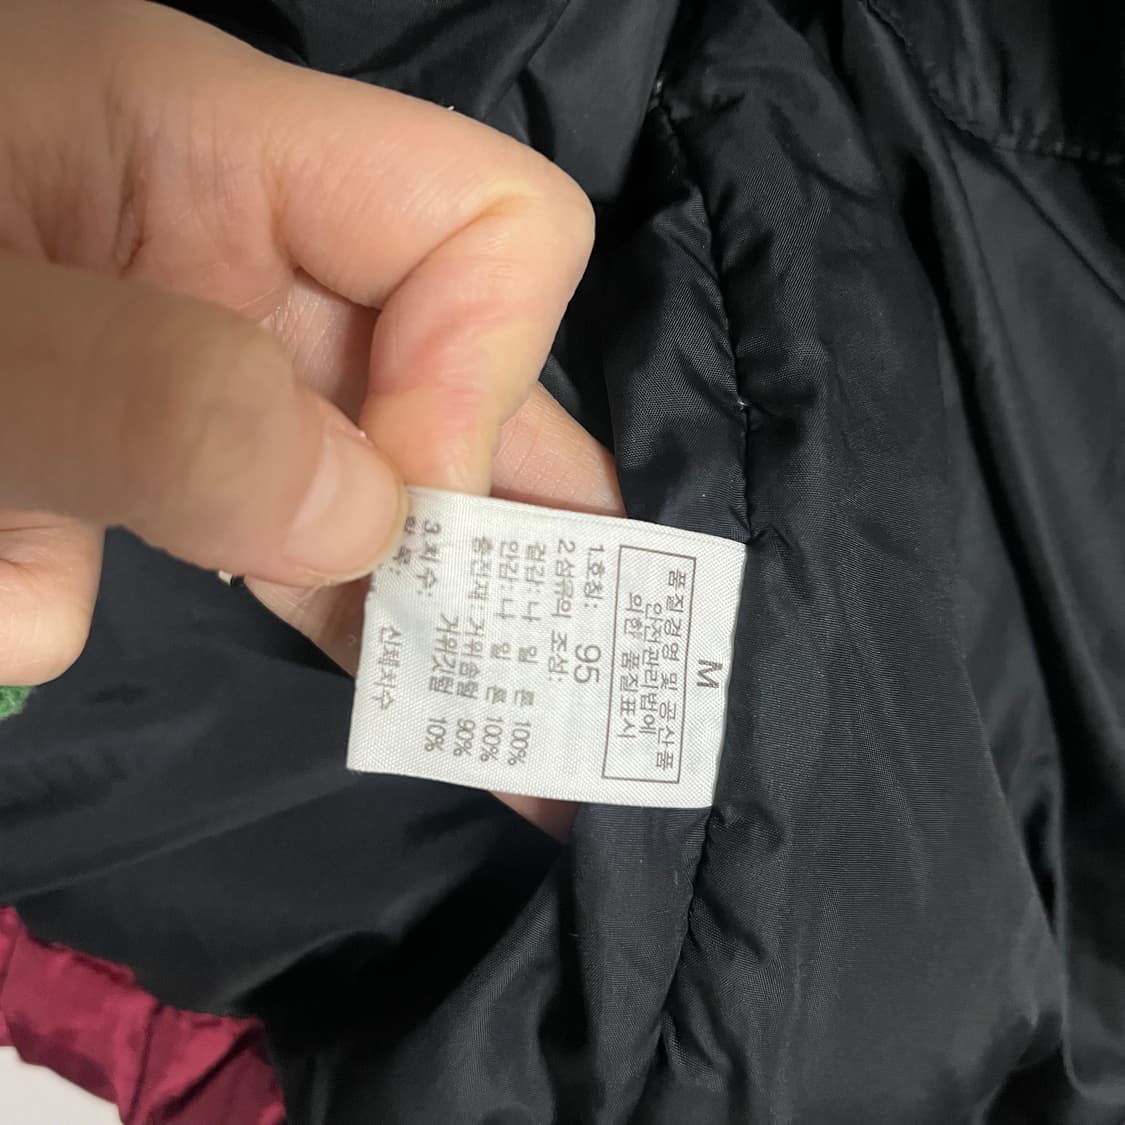 M
품질경영 및 공산품
안전관리법에
의한 품질표시
1.호칭: 95
2섬유의 조성:
겉감: 나 일 론 100%
안감: 나 일 론 100%
충전재: 거위솜털 90%
거위깃털 10%
3.치수:
신체치수